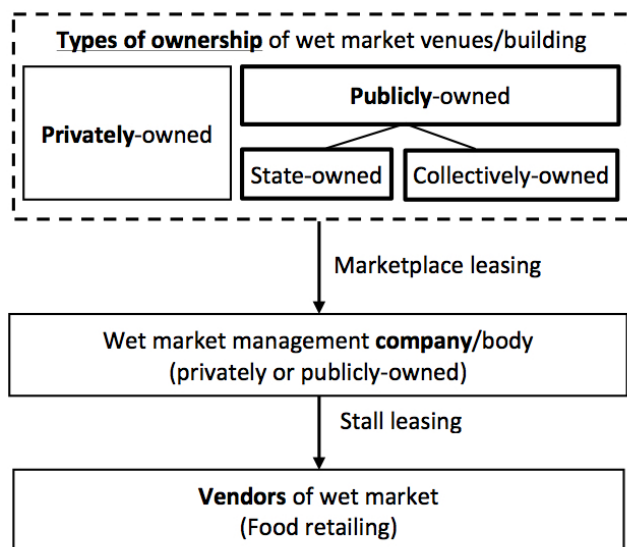 Types of ownership of wet market venues/building
Privately-owned
Publicly-owned
State-owned
Collectively-owned
Marketplace leasing
Wet market management company/body
(privately or publicly-owned)
Stall leasing
Vendors of wet market
(Food retailing)